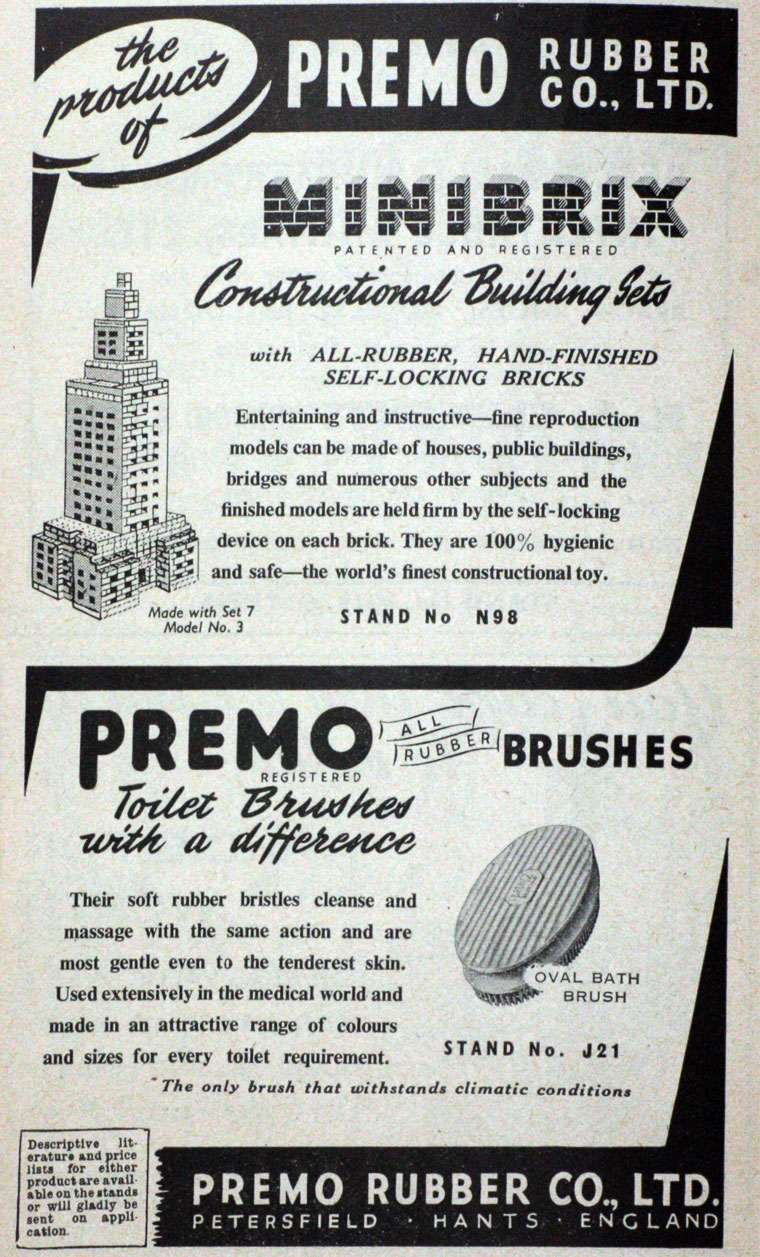 the
products
of
PREMO RUBBER
CO., LTD.
MINIBRIX
PATENTED AND REGISTERED
Constructional Building Sets
with ALL-RUBBER, HAND-FINISHED
SELF-LOCKING BRICKS
Entertaining and instructive—fine reproduction
models can be made of houses, public buildings,
bridges and numerous other subjects and the
finished models are held firm by the self-locking
device on each brick. They are 100% hygienic
and safe—the world's finest constructional toy.
Made with Set 7
Model No. 3
STAND No N98
PREMO ALL
RUBBER BRUSHES
REGISTERED
Toilet Brushes
with a difference
Their soft rubber bristles cleanse and
massage with the same action and are
most gentle even to the tenderest skin.
Used extensively in the medical world and
made in an attractive range of colours
and sizes for every toilet requirement.
OVAL BATH
BRUSH
STAND No. J21
"The only brush that withstands climatic conditions
Descriptive lit-
erature and price
lists for either
product are avail-
able on the stands
or will gladly be
sent on appli-
cation.
PREMO RUBBER CO., LTD.
PETERSFIELD · HANTS · ENGLAND